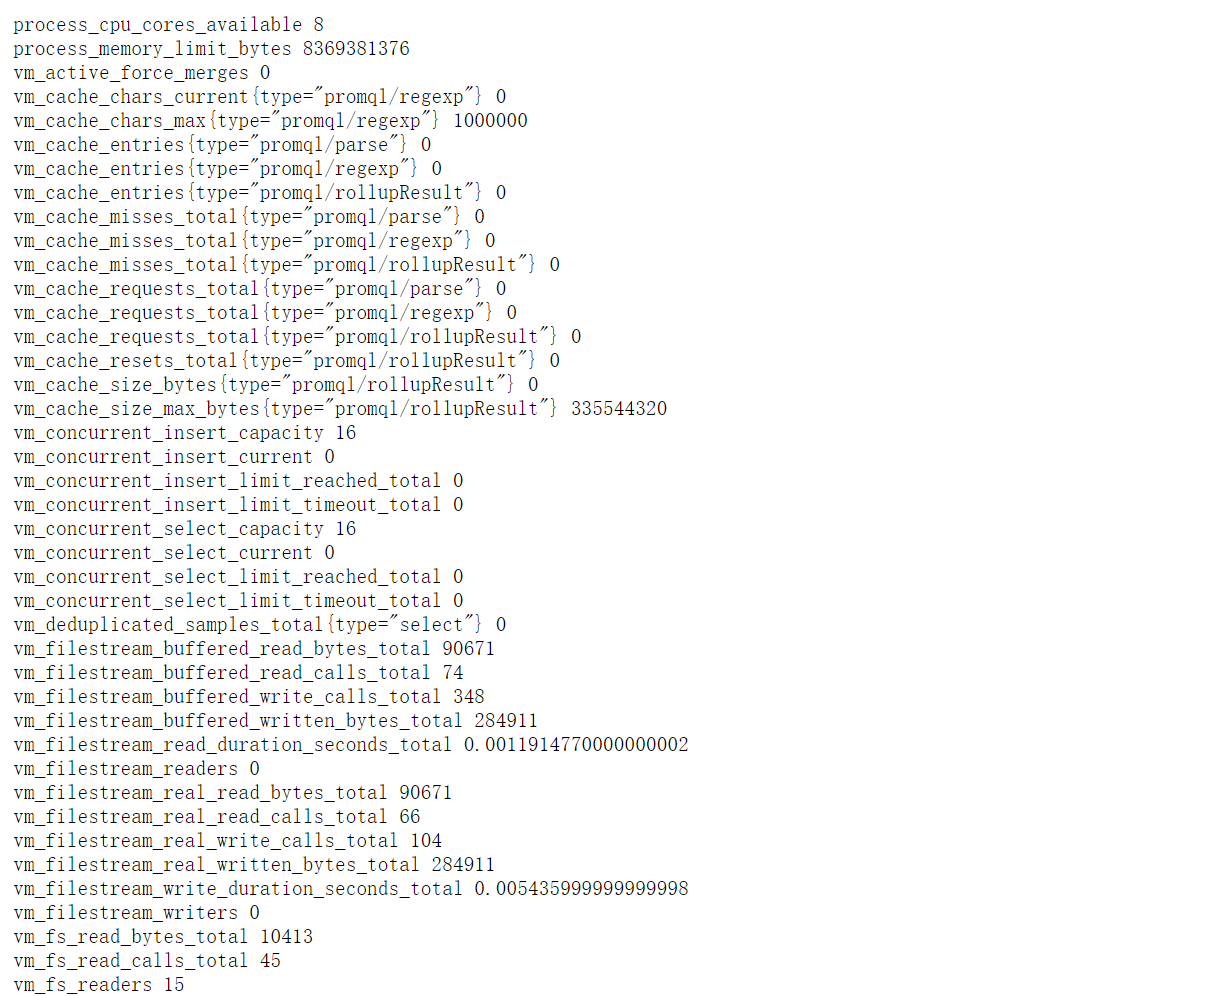 process_cpu_cores_available 8
process_memory_limit_bytes 8369381376
vm_active_force_merges 0
vm_cache_chars_current{type="promql/regexp"} 0
vm_cache_chars_max{type="promql/regexp"} 1000000
vm_cache_entries{type="promql/parse"} 0
vm_cache_entries{type="promql/regexp"} 0
vm_cache_entries{type="promql/rollupResult"} 0
vm_cache_misses_total{type="promql/parse"} 0
vm_cache_misses_total{type="promql/regexp"} 0
vm_cache_misses_total{type="promql/rollupResult"} 0
vm_cache_requests_total{type="promql/parse"} 0
vm_cache_requests_total{type="promql/regexp"} 0
vm_cache_requests_total{type="promql/rollupResult"} 0
vm_cache_resets_total{type="promql/rollupResult"} 0
vm_cache_size_bytes{type="promql/rollupResult"} 0
vm_cache_size_max_bytes{type="promql/rollupResult"} 335544320
vm_concurrent_insert_capacity 16
vm_concurrent_insert_current 0
vm_concurrent_insert_limit_reached_total 0
vm_concurrent_insert_limit_timeout_total 0
vm_concurrent_select_capacity 16
vm_concurrent_select_current 0
vm_concurrent_select_limit_reached_total 0
vm_concurrent_select_limit_timeout_total 0
vm_deduplicated_samples_total{type="select"} 0
vm_filestream_buffered_read_bytes_total 90671
vm_filestream_buffered_read_calls_total 74
vm_filestream_buffered_write_calls_total 348
vm_filestream_buffered_written_bytes_total 284911
vm_filestream_read_duration_seconds_total 0.0011914770000000002
vm_filestream_readers 0
vm_filestream_real_read_bytes_total 90671
vm_filestream_real_read_calls_total 66
vm_filestream_real_write_calls_total 104
vm_filestream_real_written_bytes_total 284911
vm_filestream_write_duration_seconds_total 0.005435999999999998
vm_filestream_writers 0
vm_fs_read_bytes_total 10413
vm_fs_read_calls_total 45
vm_fs_readers 15